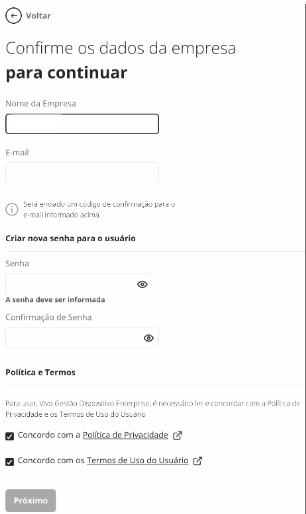 Voltar
Confirme os dados da empresa
para continuar
Nome da Empresa
E-mail
Será enviado um código de confirmação para o
e-mail informado acima.
Criar nova senha para o usuário
Senha
A senha deve ser informada
Confirmação de Senha
Política e Termos
Para usar, Vivo Gestão Dispositivo Enterprise, é necessário ler e concordar com a Política de
Privacidade e os Termos de Uso do Usuário
Concordo com a Política de Privacidade
Concordo com os Termos de Uso do Usuário
Próximo